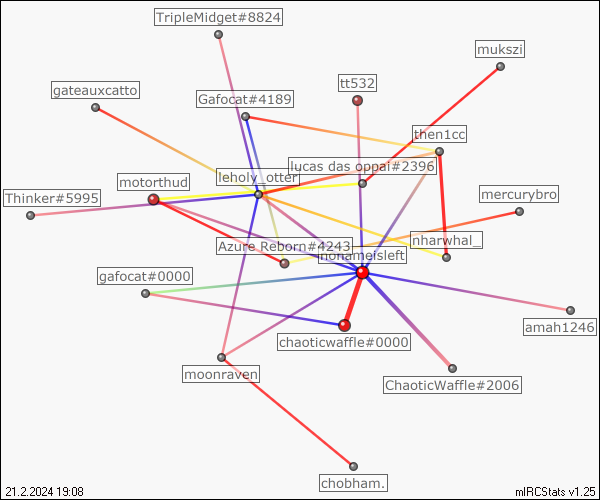 TripleMidget#8824
mukszi
gateauxcatto
tt532
Gafocat#4189
then1cc
lucas das oppai#2396
leholy_otter
motorthud
Thinker#5995
mercurybro
nharwhal_
Azure Reborn#4243
nonameisleft
gafocat#0000
amah1246
chaoticwaffle#0000
moonraven
ChaoticWaffle#2006
chobham.
21.2.2024 19:08
mIRCStats v1.25